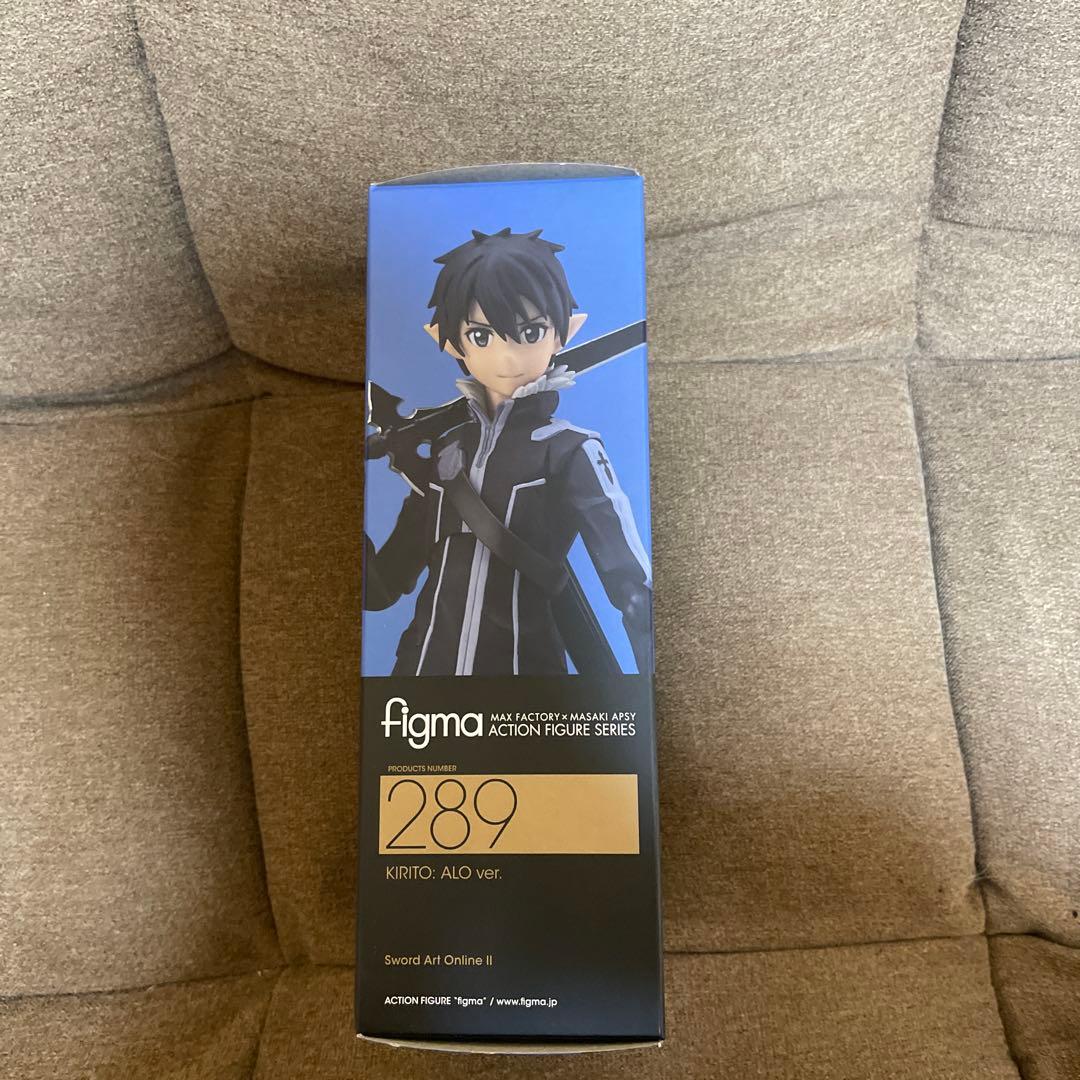 figma MAX FACTORY × MASAKI APSY
ACTION FIGURE SERIES
PRODUCTS NUMBER
289
KIRITO: ALO ver.
Sword Art Online II
ACTION FIGURE "figma" / www.figma.jp